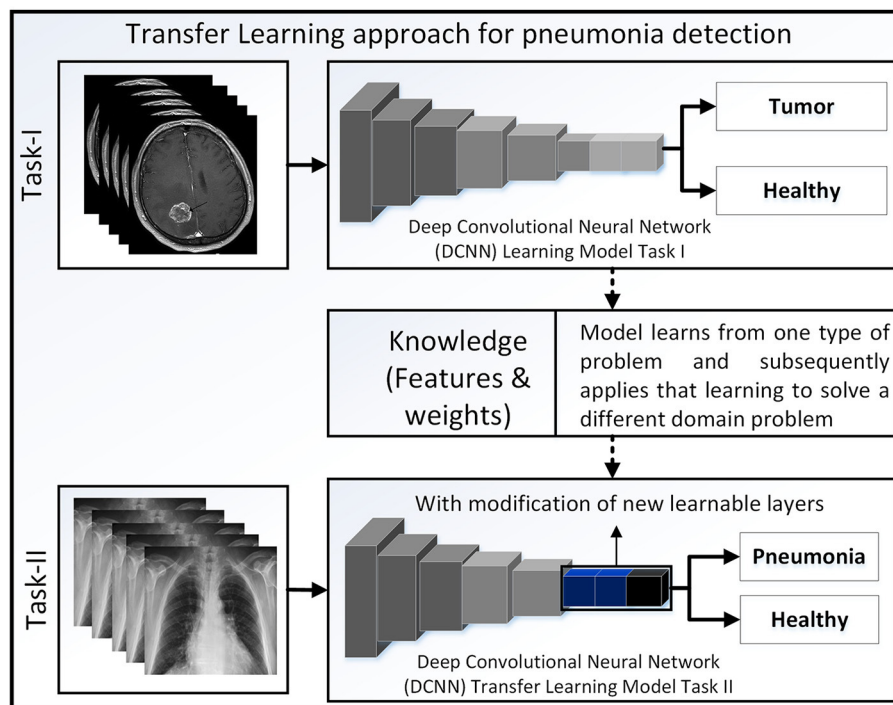 Transfer Learning approach for pneumonia detection
Task-I
Tumor
Healthy
Deep Convolutional Neural Network
(DCNN) Learning Model Task I
Knowledge
(Features &
weights)
Model learns from one type of
problem and subsequently
applies that learning to solve a
different domain problem
Task-II
With modification of new learnable layers
Pneumonia
Healthy
Deep Convolutional Neural Network
(DCNN) Transfer Learning Model Task II